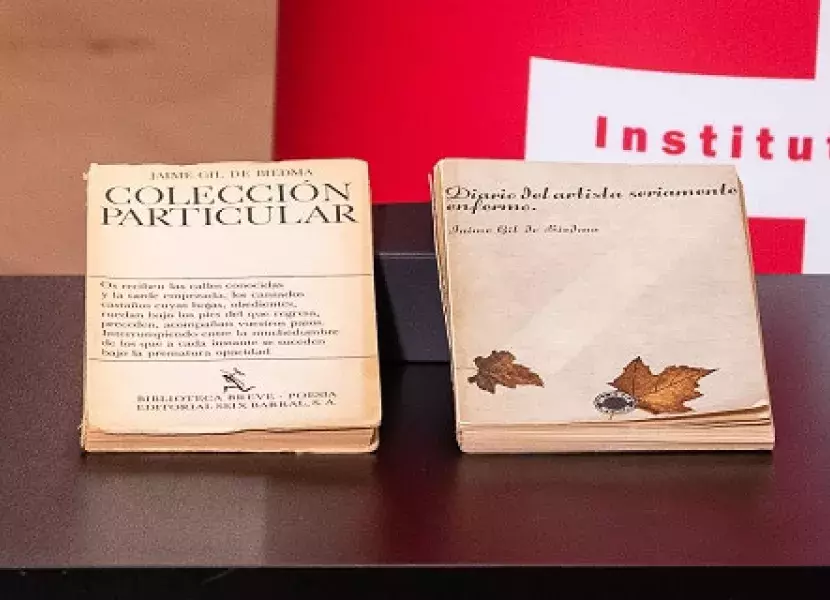 Institut
JAIME GIL DE BIEDMA
COLECCIÓN
PARTICULAR
Os reciben las calles conocidas
y la tarde empezada, los cansados
castaños cuyas hojas, obedientes,
ruedan bajo los pies del que regresa,
preceden, acompañan vuestros pasos.
Interrumpiendo entre la muchedumbre
de los que a cada instante se suceden
bajo la prematura opacidad
BIBLIOTECA BREVE - POESIA
EDITORIAL SEIX BARRAL, S. A.
Diario del artista seriamente
enfermo.
Jaime Gil de Biedma